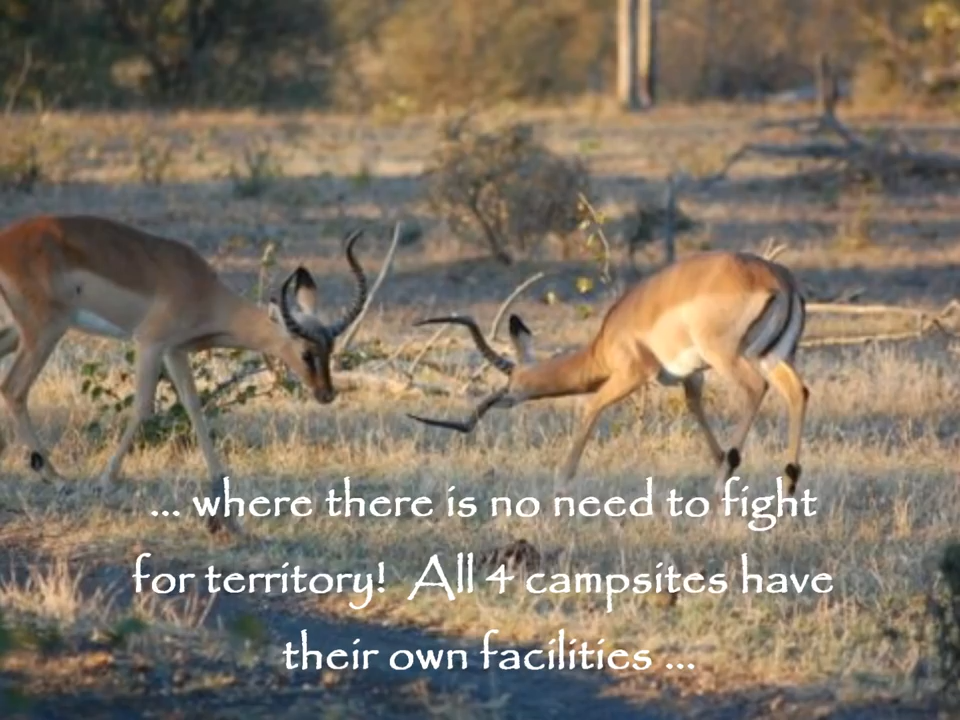 ... where there is no need to fight
for territory!  All 4 campsites have
their own facilities ...